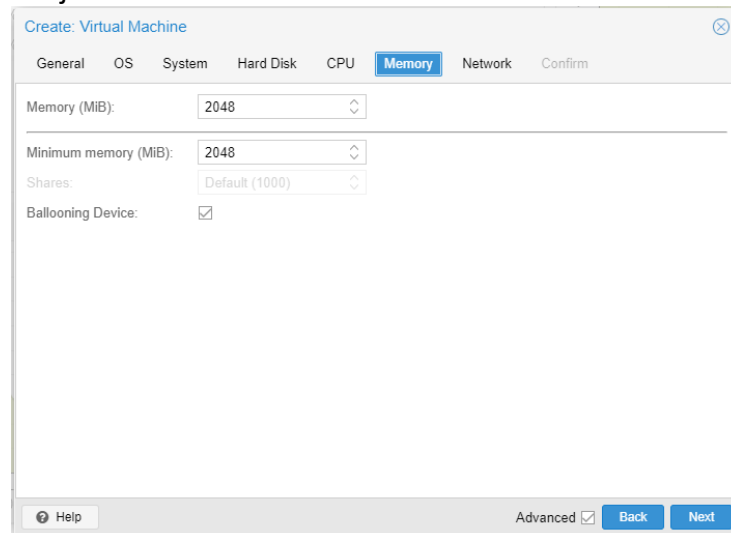 Create: Virtual Machine
General OS System Hard Disk CPU Memory Network Confirm
Memory (MiB): 2048
Minimum memory (MiB): 2048
Shares: Default (1000)
Ballooning Device:
Help Advanced Back Next